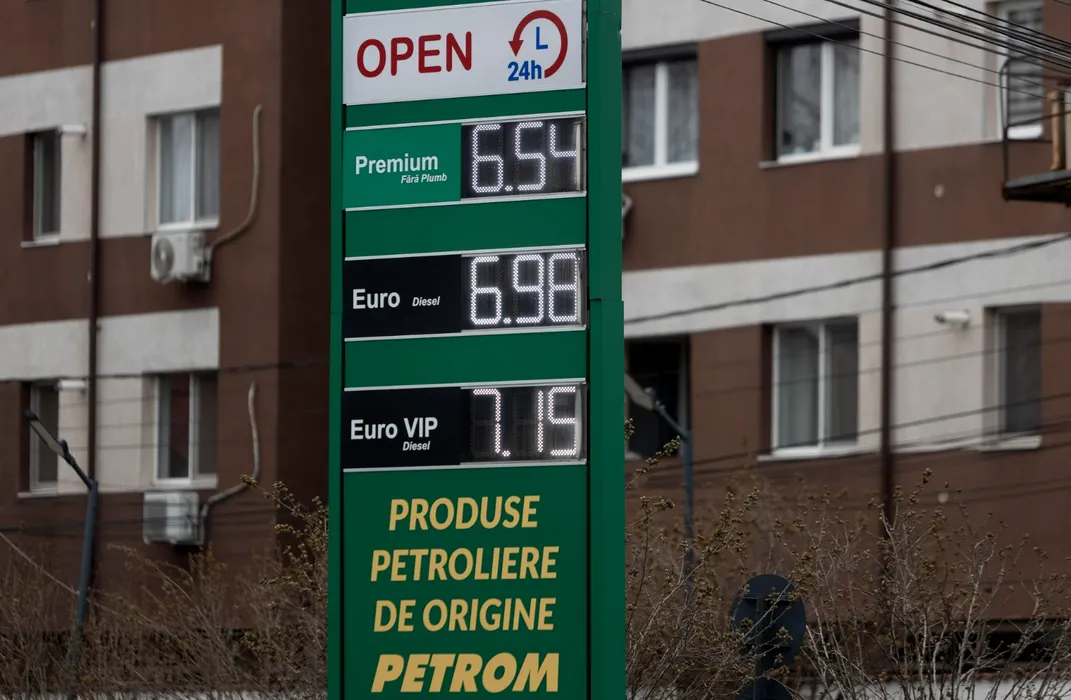 OPEN
L
24h
Premium 6.54
Fără Plumb
Euro Diesel 6.98
Euro VIP 7.15
Diesel
PRODUSE
PETROLIERE
DE ORIGINE
PETROM